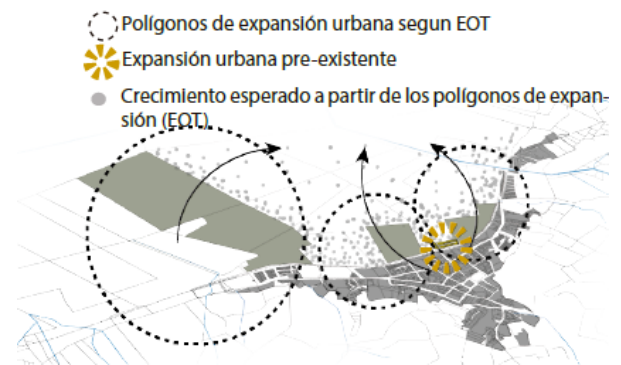 Polígonos de expansión urbana segun EOT
Expansión urbana pre-existente
Crecimiento esperado a partir de los polígonos de expan-
sión (EOT)